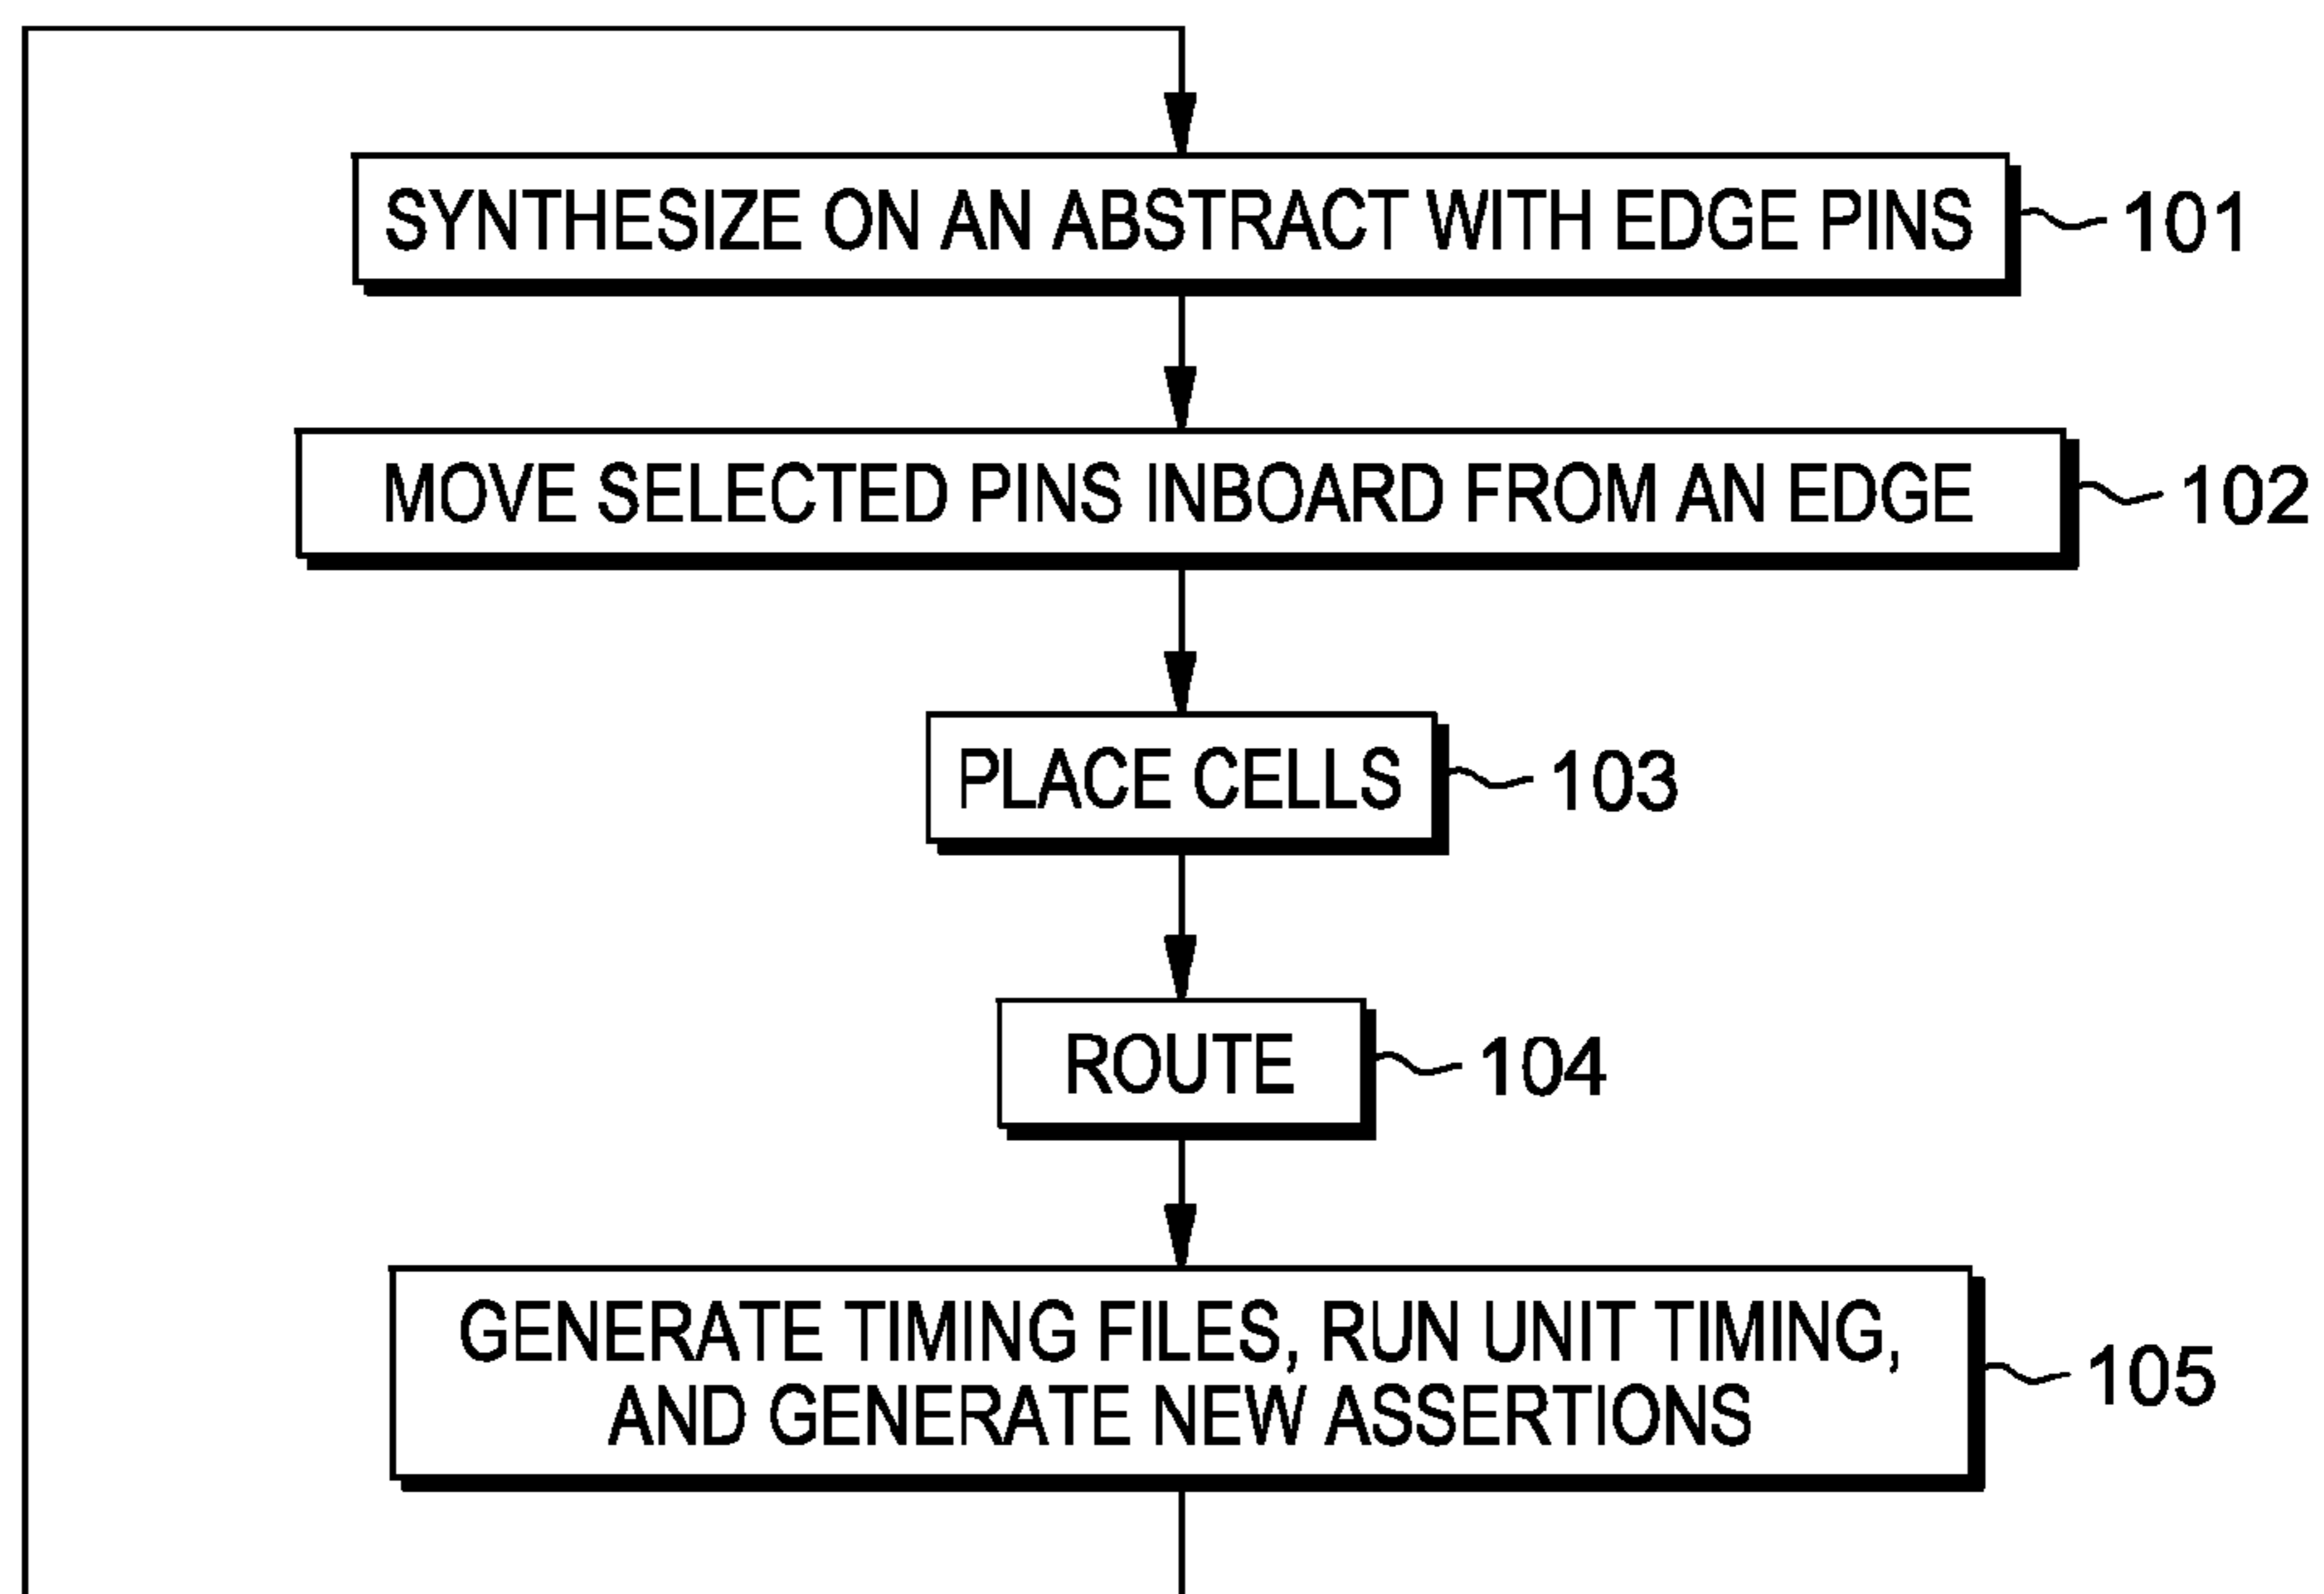 SYNTHESIZE ON AN ABSTRACT WITH EDGE PINS 101
MOVE SELECTED PINS INBOARD FROM AN EDGE 102
PLACE CELLS 103
ROUTE 104
GENERATE TIMING FILES, RUN UNIT TIMING,
AND GENERATE NEW ASSERTIONS 105